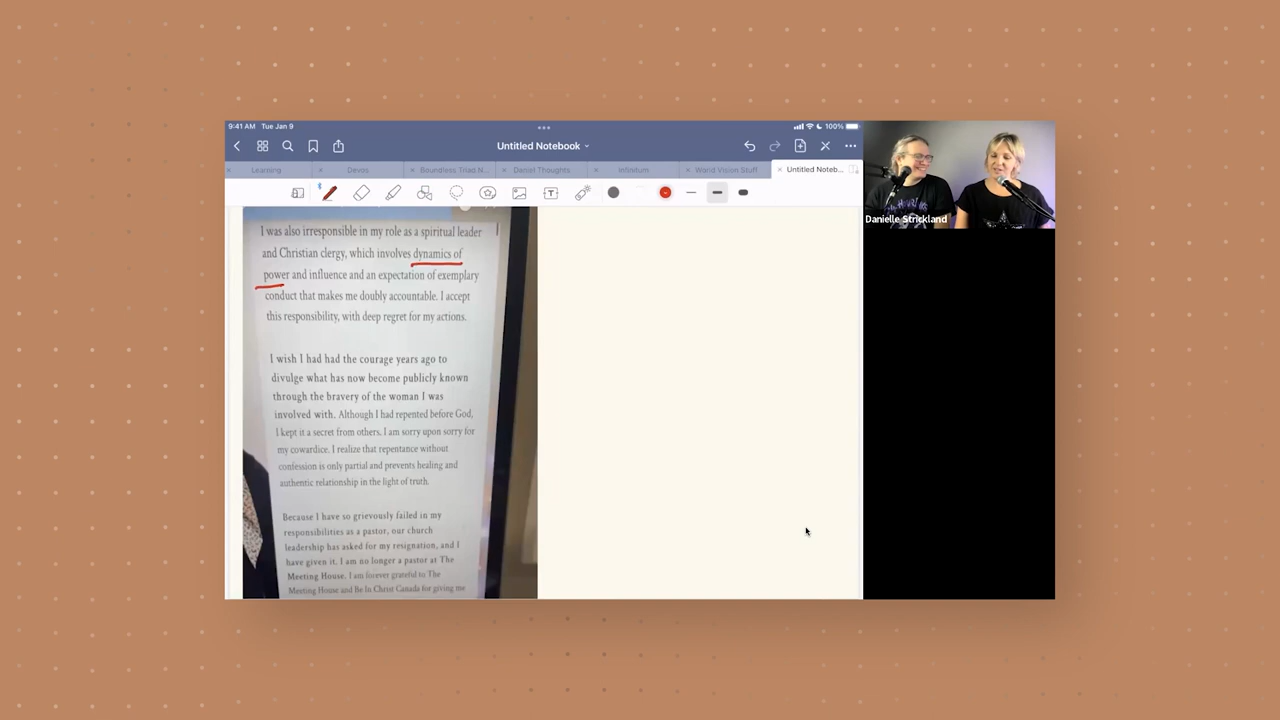 9:41 AM Tue Jan 9
100%
Untitled Notebook
Learning
Devos
Boundless Triad N...
Daniel Thoughts
Infinitum
World Vision Stuff
Untitled Noteb...
T
I was also irresponsible in my role as a spiritual leader
and Christian clergy, which involves dynamics of
power and influence and an expectation of exemplary
conduct that makes me doubly accountable. I accept
this responsibility, with deep regret for my actions.
I wish I had had the courage years ago to
divulge what has now become publicly known
through the bravery of the woman I was
involved with. Although I had repented before God,
I kept it a secret from others. I am sorry upon sorry for
my cowardice. I realize that repentance without
confession is only partial and prevents healing and
authentic relationship in the light of truth.
Because I have so grievously failed in my
responsibilities as a pastor, our church
leadership has asked for my resignation, and I
have given it. I am no longer a pastor at The
Meeting House. I am forever grateful to The
Meeting House and Be In Christ Canada for giving me
Danielle Strickland